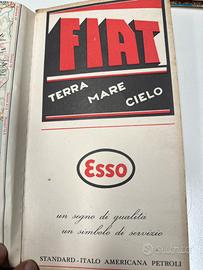 FIAT
TERRA
MARE
CIELO
Esso
un segno di qualità
un simbolo di servizio
STANDARD-ITALO AMERICANA PETROLI